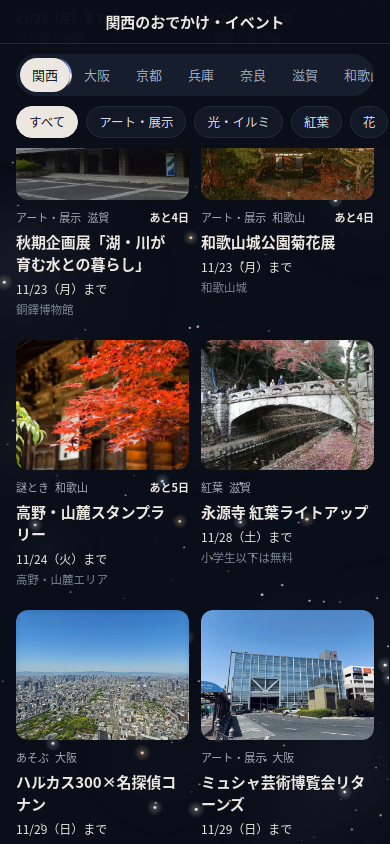 関西のおでかけ・イベント
関西 大阪 京都 兵庫 奈良 滋賀 和歌山
すべて アート・展示 光・イルミ 紅葉 花
アート・展示 滋賀 あと4日
秋期企画展「湖・川が
育む水との暮らし」
11/23（月）まで
銅鐸博物館
アート・展示 和歌山 あと4日
和歌山城公園菊花展
11/23（月）まで
和歌山城
謎とき 和歌山 あと5日
高野・山麓スタンプラ
リー
11/24（火）まで
高野・山麓エリア
紅葉 滋賀
永源寺 紅葉ライトアップ
11/28（土）まで
小学生以下は無料
あそぶ 大阪
ハルカス300×名探偵コ
ナン
11/29（日）まで
アート・展示 大阪
ミュシャ芸術博覧会リタ
ーンズ
11/29（日）まで